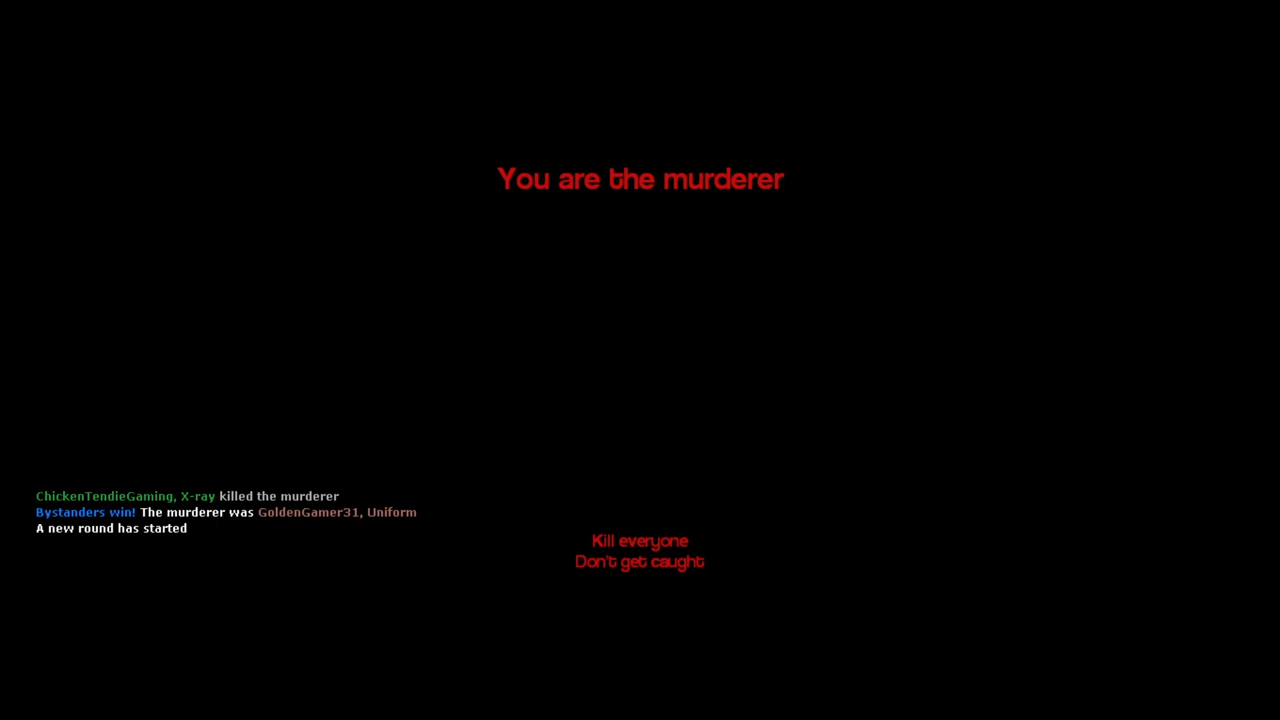 You are the murderer
ChickenTendieGaming, X-ray killed the murderer
Bystanders win! The murderer was GoldenGamer31, Uniform
A new round has started
Kill everyone
Don't get caught